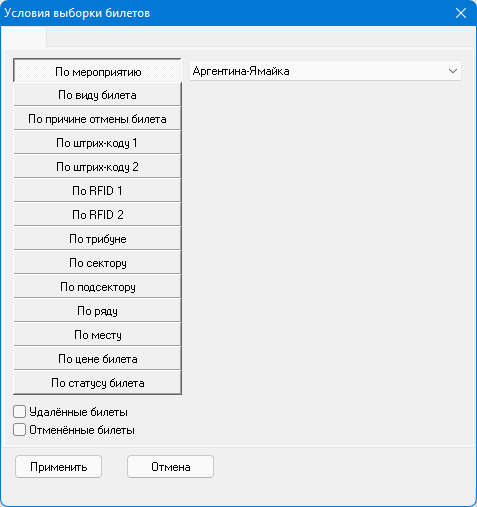 Условия выборки билетов
По мероприятию
Аргентина-Ямайка
По виду билета
По причине отмены билета
По штрих-коду 1
По штрих-коду 2
По RFID 1
По RFID 2
По трибуне
По сектору
По подсектору
По ряду
По месту
По цене билета
По статусу билета
Удалённые билеты
Отменённые билеты
Применить
Отмена